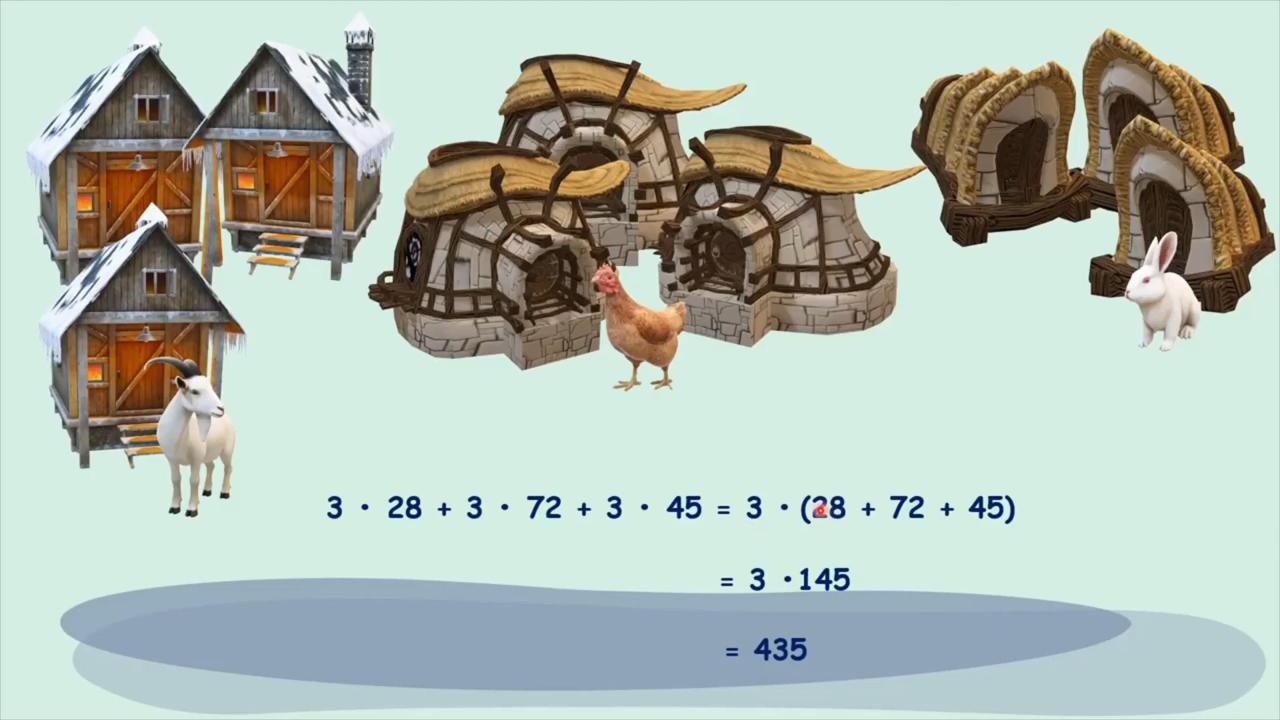 3 · 28 + 3 · 72 + 3 · 45 = 3 · (28 + 72 + 45)
= 3 · 145
= 435